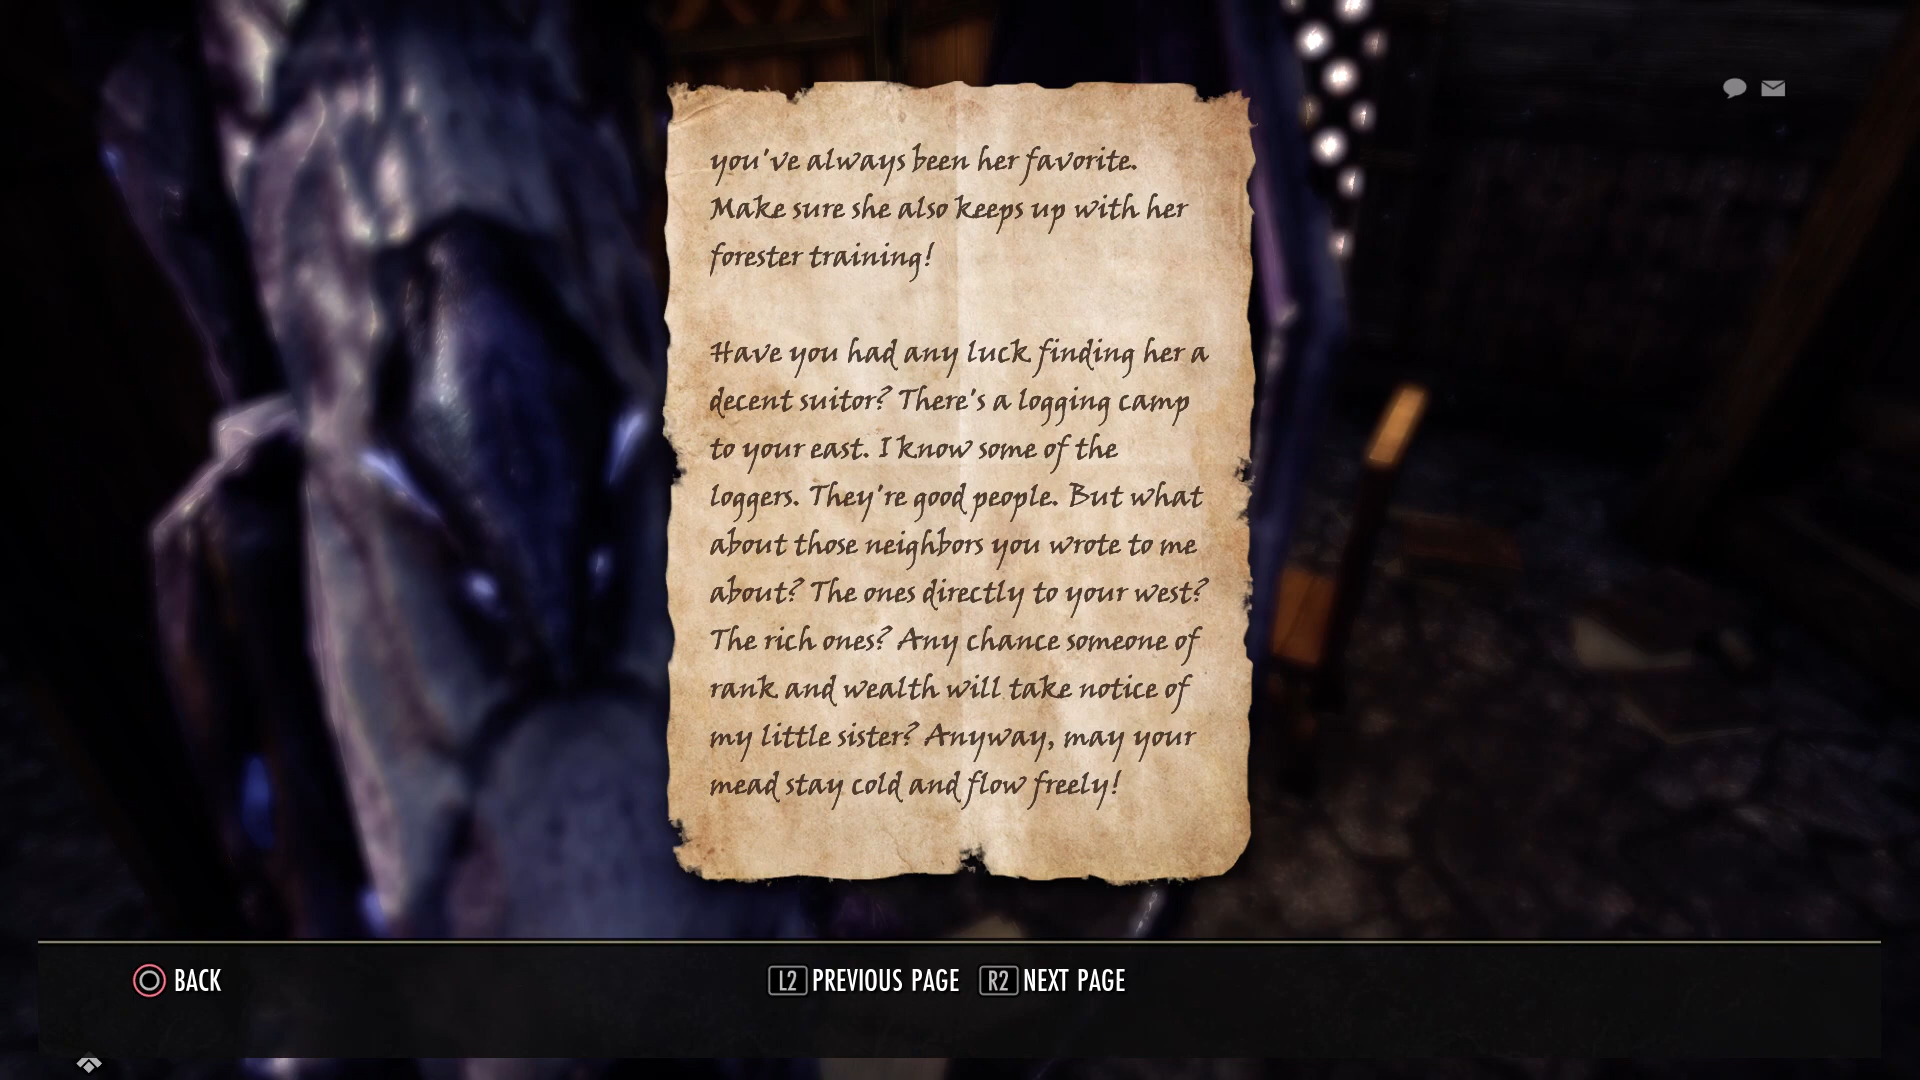 you've always been her favorite.
Make sure she also keeps up with her
forester training!
Have you had any luck finding her a
decent suitor? There's a logging camp
to your east. I know some of the
loggers. They're good people. But what
about those neighbors you wrote to me
about? The ones directly to your west?
The rich ones? Any chance someone of
rank and wealth will take notice of
my little sister? Anyway, may your
mead stay cold and flow freely!
BACK L2 PREVIOUS PAGE R2 NEXT PAGE